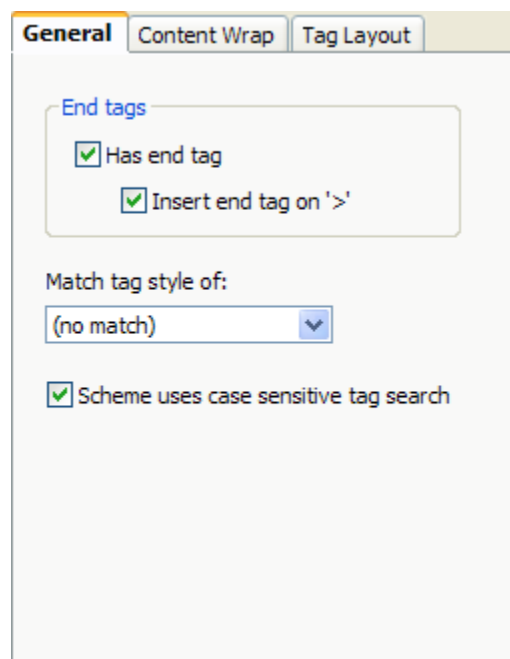 General Content Wrap Tag Layout
End tags
Has end tag
Insert end tag on '>'
Match tag style of:
(no match)
Scheme uses case sensitive tag search